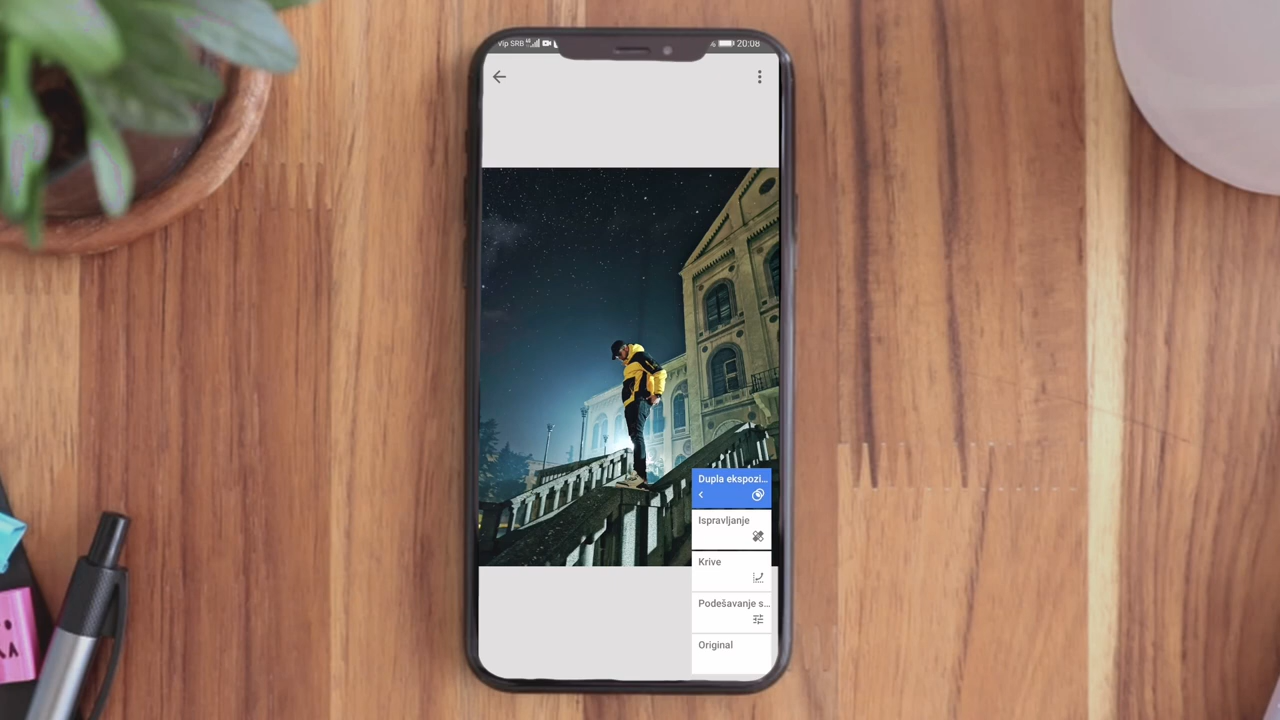 Vip SRB
20:08
Dupla ekspozi...
Ispravljanje
Krive
Podešavanje s...
Original